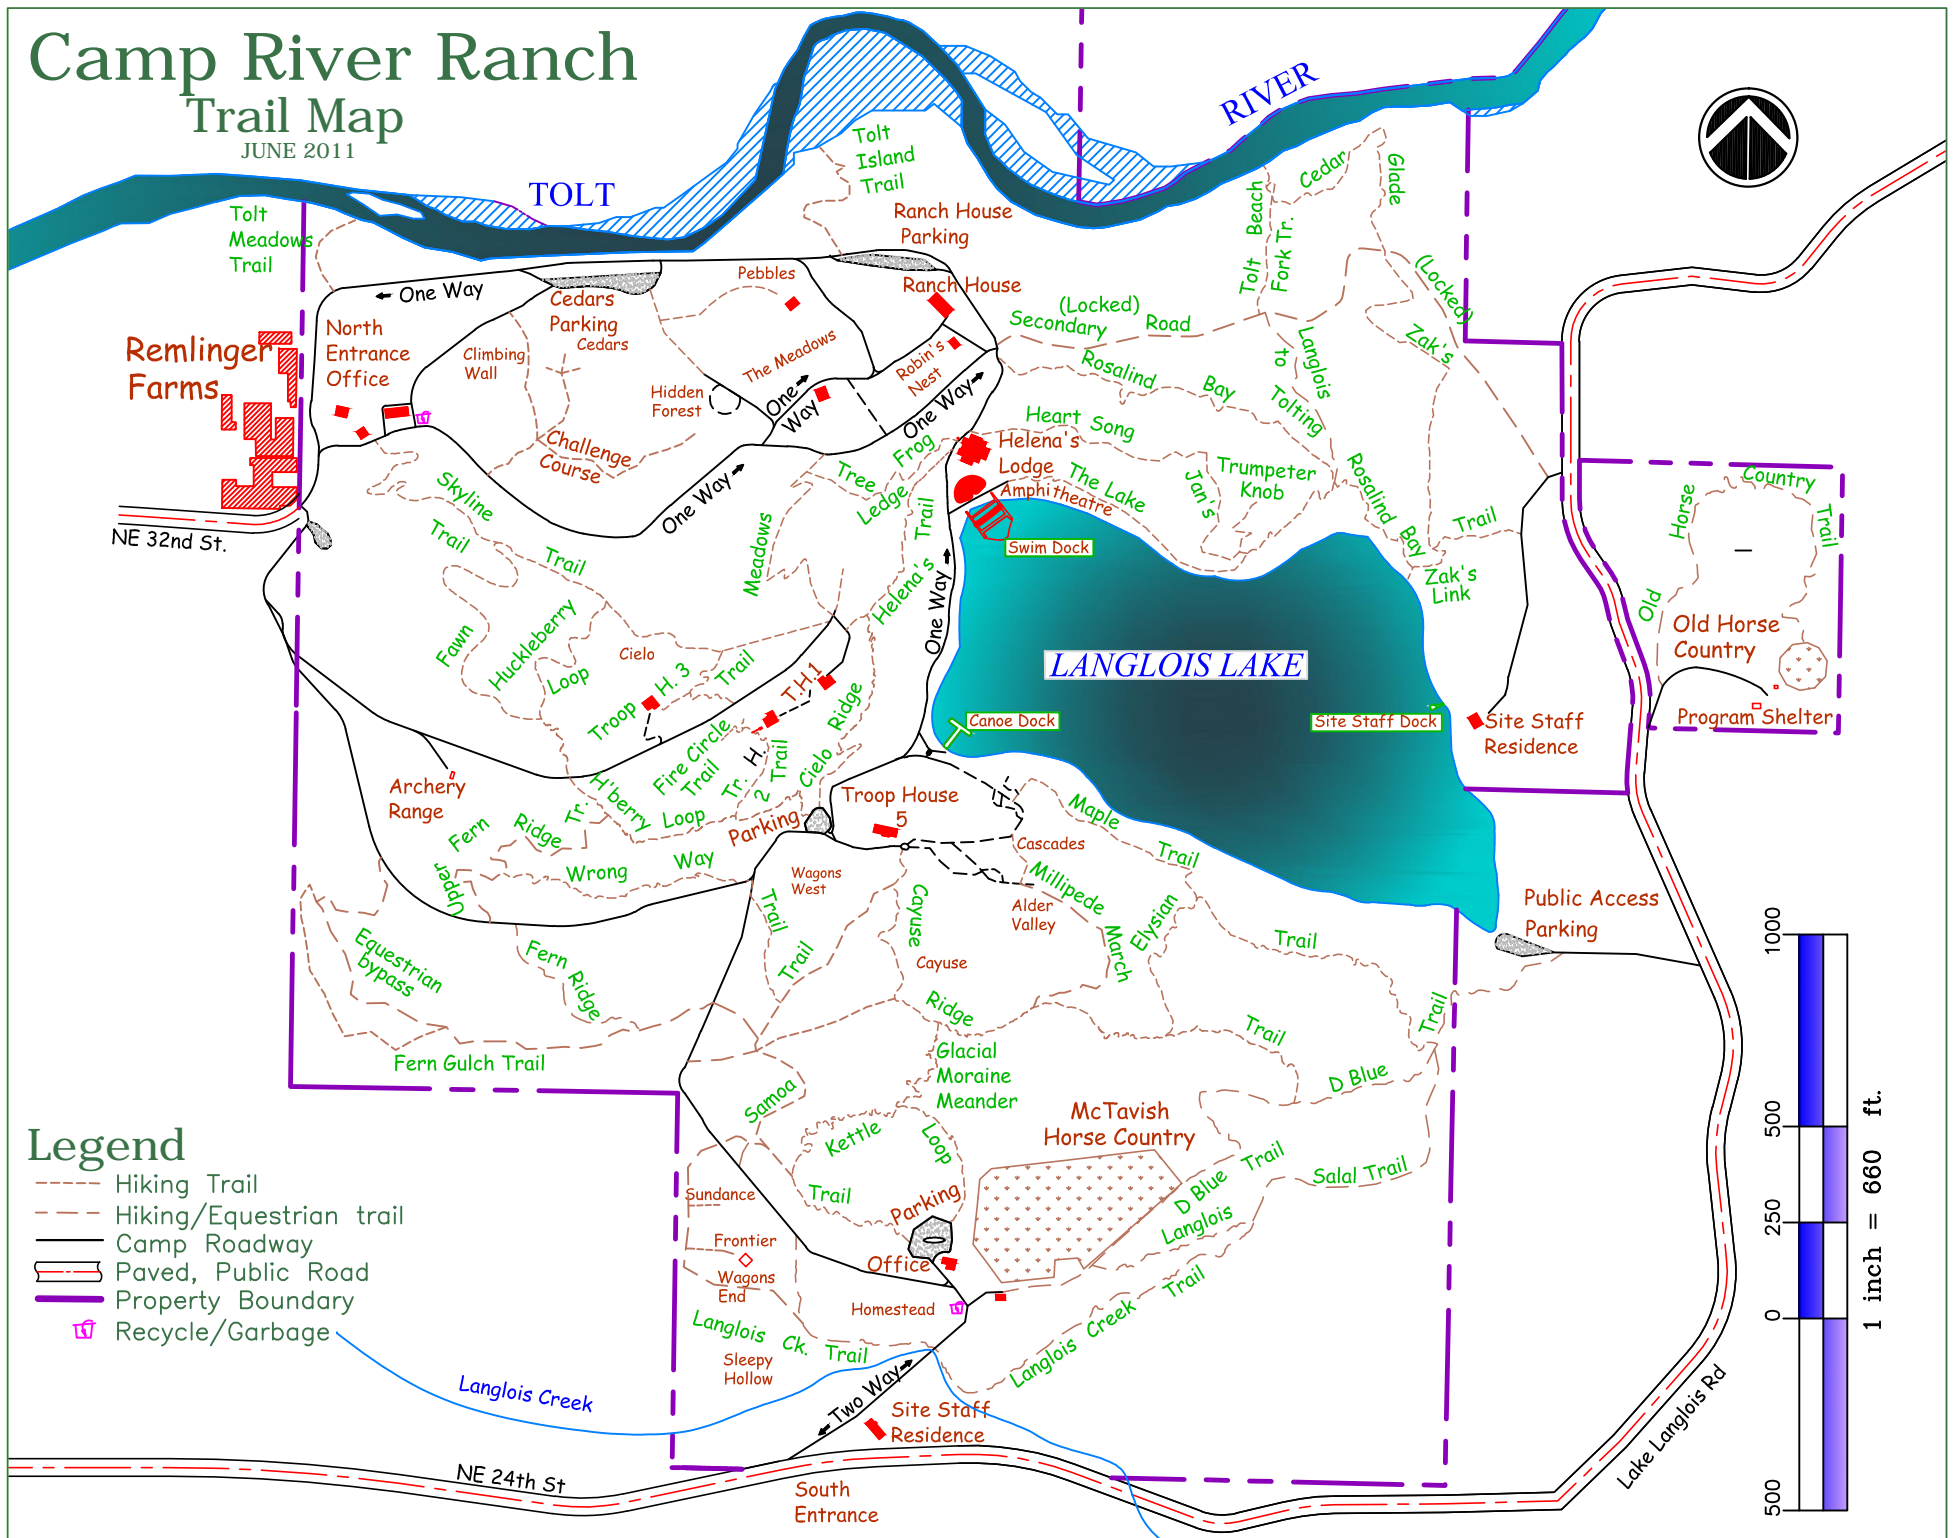 Camp River Ranch
Trail Map
JUNE 2011
TOLT
RIVER
Tolt
Island
Trail
Tolt
Meadows
Trail
Ranch House
Parking
Ranch House
Tolt Beach
Fork Tr.
Cedar
Glade
(Locked)
(Locked)
Secondary Road
One Way
Cedars
Parking
Cedars
Pebbles
North
Entrance
Office
Climbing
Wall
The Meadows
Hidden
Forest
Robin's
Nest
One
Way
One Way
Remlinger
Farms
Challenge
Course
One Way
Rosalind Bay
Langlois
to
Tolting
Zak's
Heart Song
Helena's
Lodge
Amphitheatre
The Lake
Jan's
Trumpeter
Knob
Rosalind Bay
Trail
Zak's
Link
Tree Frog
Ledge
Trail
Helena's
Meadows
Skyline
Trail
Trail
NE 32nd St.
Swim Dock
One Way
Horse
Country
Trail
Old
Old Horse
Country
Program Shelter
LANGLOIS LAKE
Canoe Dock
Site Staff Dock
Site Staff
Residence
Fawn
Huckleberry
Loop
Cielo
Troop H. 3
Trail
T.H.1
Fire Circle
Trail
Tr. H.
2 Trail
Cielo Ridge
Archery
Range
H'berry
Loop
Parking
Troop House
5
Fern Ridge Tr.
Upper
Wrong Way
Wagons
West
Cascades
Maple
Trail
Millipede
March
Alder
Valley
Elysian
Trail
Public Access
Parking
Trail
Trail
Cayuse
Cayuse
Equestrian
bypass
Fern
Ridge
Fern Gulch Trail
Ridge
Trail
Trail
D Blue
Glacial
Moraine
Meander
Samoa
Kettle
Loop
Trail
McTavish
Horse Country
D Blue Trail
Langlois
Salal Trail
Parking
Office
Sundance
Frontier
Wagons
End
Homestead
Langlois Ck. Trail
Sleepy
Hollow
Langlois Creek Trail
Two Way
Site Staff
Residence
Langlois Creek
NE 24th St
South
Entrance
Lake Langlois Rd
Legend
Hiking Trail
Hiking/Equestrian trail
Camp Roadway
Paved, Public Road
Property Boundary
Recycle/Garbage
1000
500
250
0
500
1 inch = 660 ft.